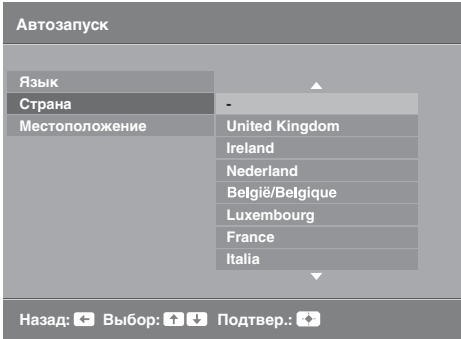 Автозапуск
Язык
Страна
Местоположение
-
United Kingdom
Ireland
Nederland
België/Belgique
Luxembourg
France
Italia
Назад: Выбор: Подтвер.: